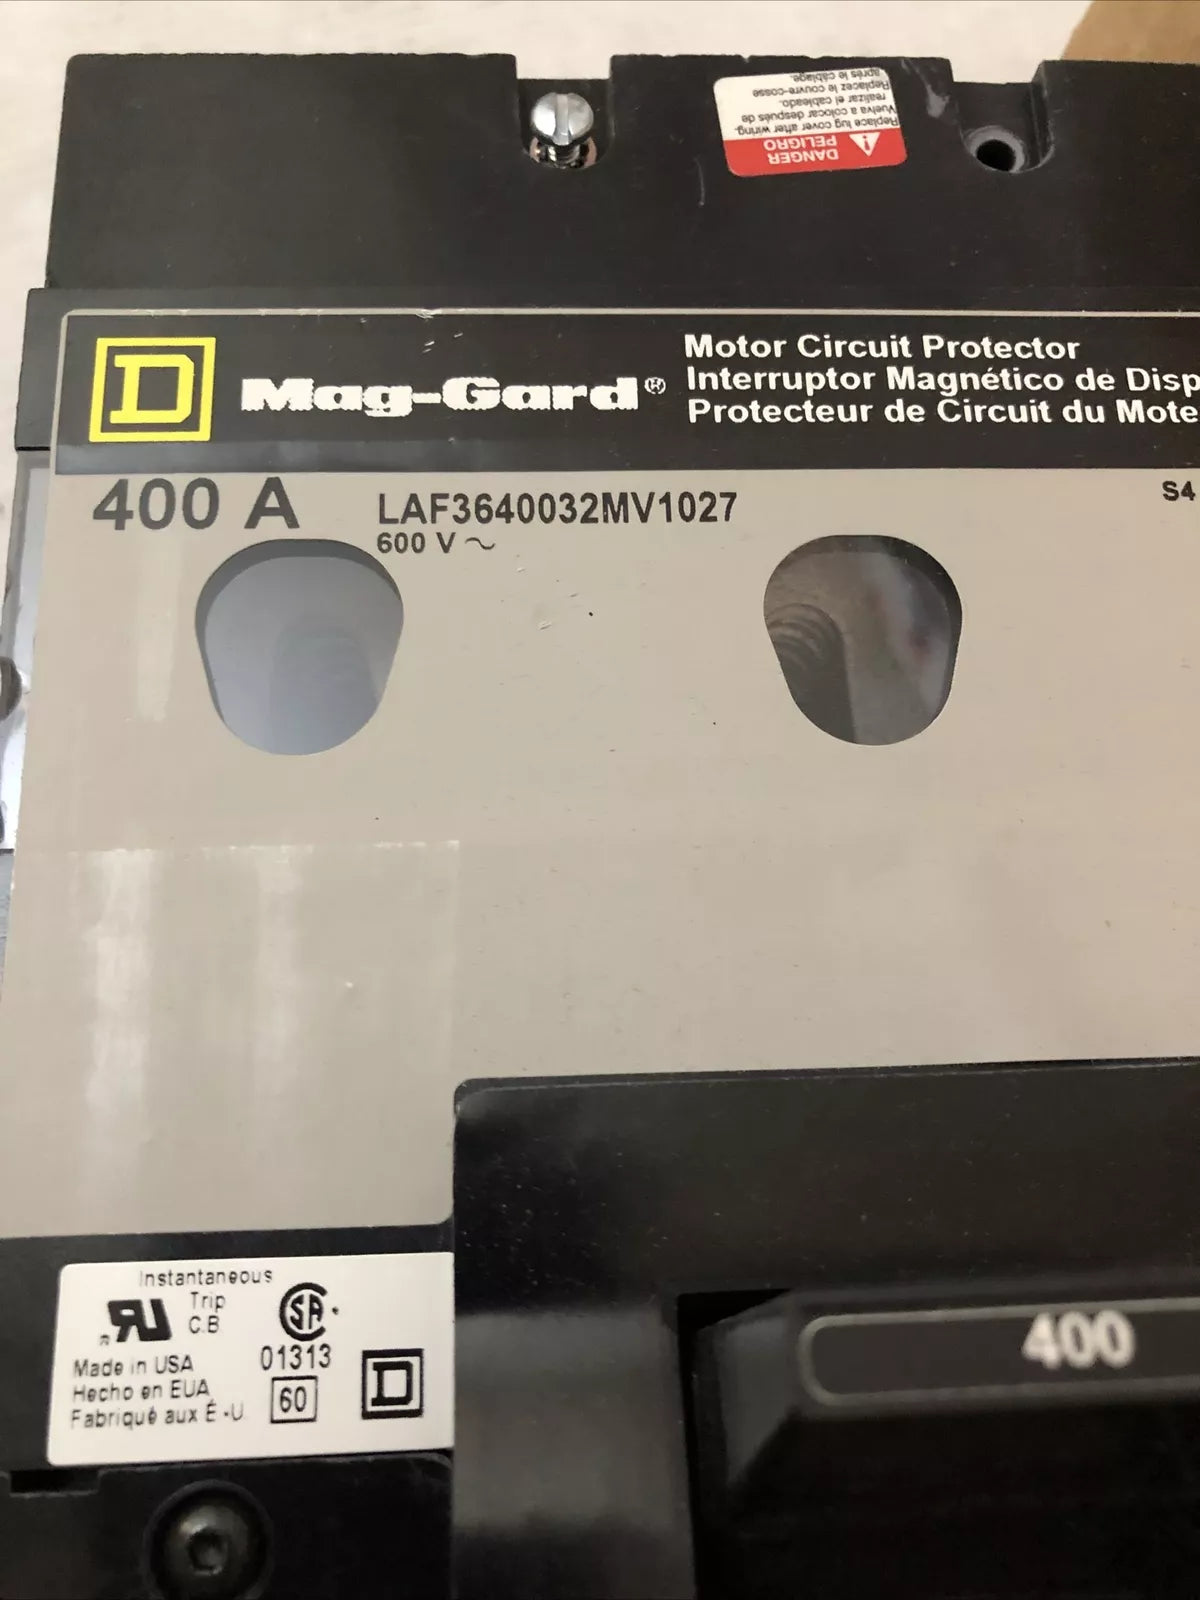 DANGER
PELIGRO
Replace lug cover after wiring.
Vuelva a colocar después de
realizar el cableado.
Replacez le couvre-cosse
après le câblage.
D
Mag-Gard®
Motor Circuit Protector
Interruptor Magnético de Disp
Protecteur de Circuit du Mote
400 A
LAF3640032MV1027
S4
600 V ~
Instantaneous
Trip
C.B
RU®
SA
Made in USA
01313
Hecho en EUA
60
D
Fabriqué aux É-U
400